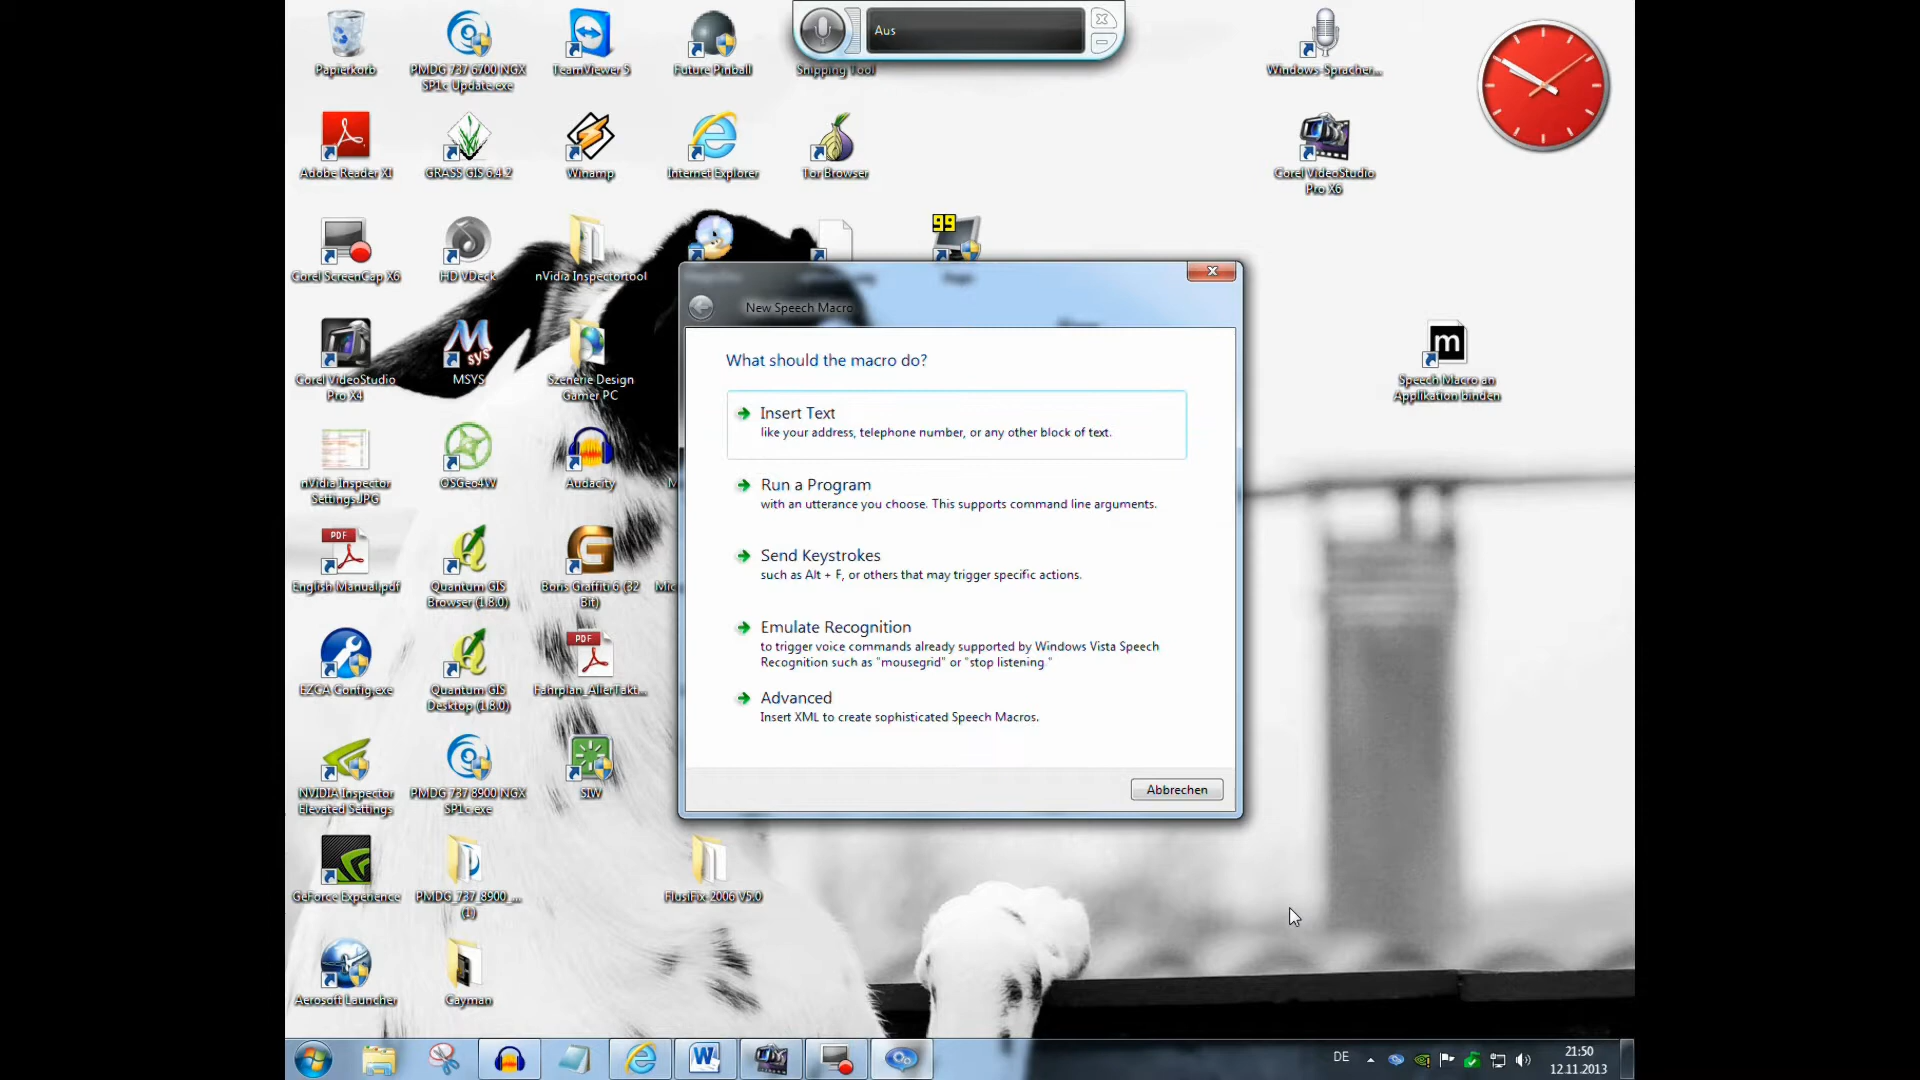 Aus
Papierkorb
PMDG 737 6700 NGX
SP1c Update.exe
TeamViewer 5
Future Pinball
Snipping Tool
Windows-Spracher...
Adobe Reader XI
GRASS GIS 6.4.2
Winamp
Internet Explorer
Tor Browser
Corel VideoStudio
Pro X6
99
Corel ScreenCap X6
HD VDeck
nVidia Inspectortool
New Speech Macro
What should the macro do?
Insert Text
like your address, telephone number, or any other block of text.
Run a Program
with an utterance you choose. This supports command line arguments.
Send Keystrokes
such as Alt + F, or others that may trigger specific actions.
Emulate Recognition
to trigger voice commands already supported by Windows Vista Speech
Recognition such as "mousegrid" or "stop listening."
Advanced
Insert XML to create sophisticated Speech Macros.
Abbrechen
Corel VideoStudio
Pro X4
M
sys
MSYS
Szenerie Design
Gamer PC
m
Speech Macro an
Applikation binden
nVidia Inspector
Settings.JPG
OSGeo4W
Audacity
PDF
English Manual.pdf
Quantum GIS
Browser (1.8.0)
Boris Graffiti 6 (32
Bit)
EZCA Config.exe
Quantum GIS
Desktop (1.8.0)
PDF
Fahrplan_AllerTakt...
NVIDIA Inspector
Elevated Settings
PMDG 737 8900 NGX
SP1c.exe
SIW
GeForce Experience
PMDG_737_8900_...
(1)
FlusiFix 2006 V5.0
Aerosoft Launcher
Cayman
DE
21:50
12.11.2013